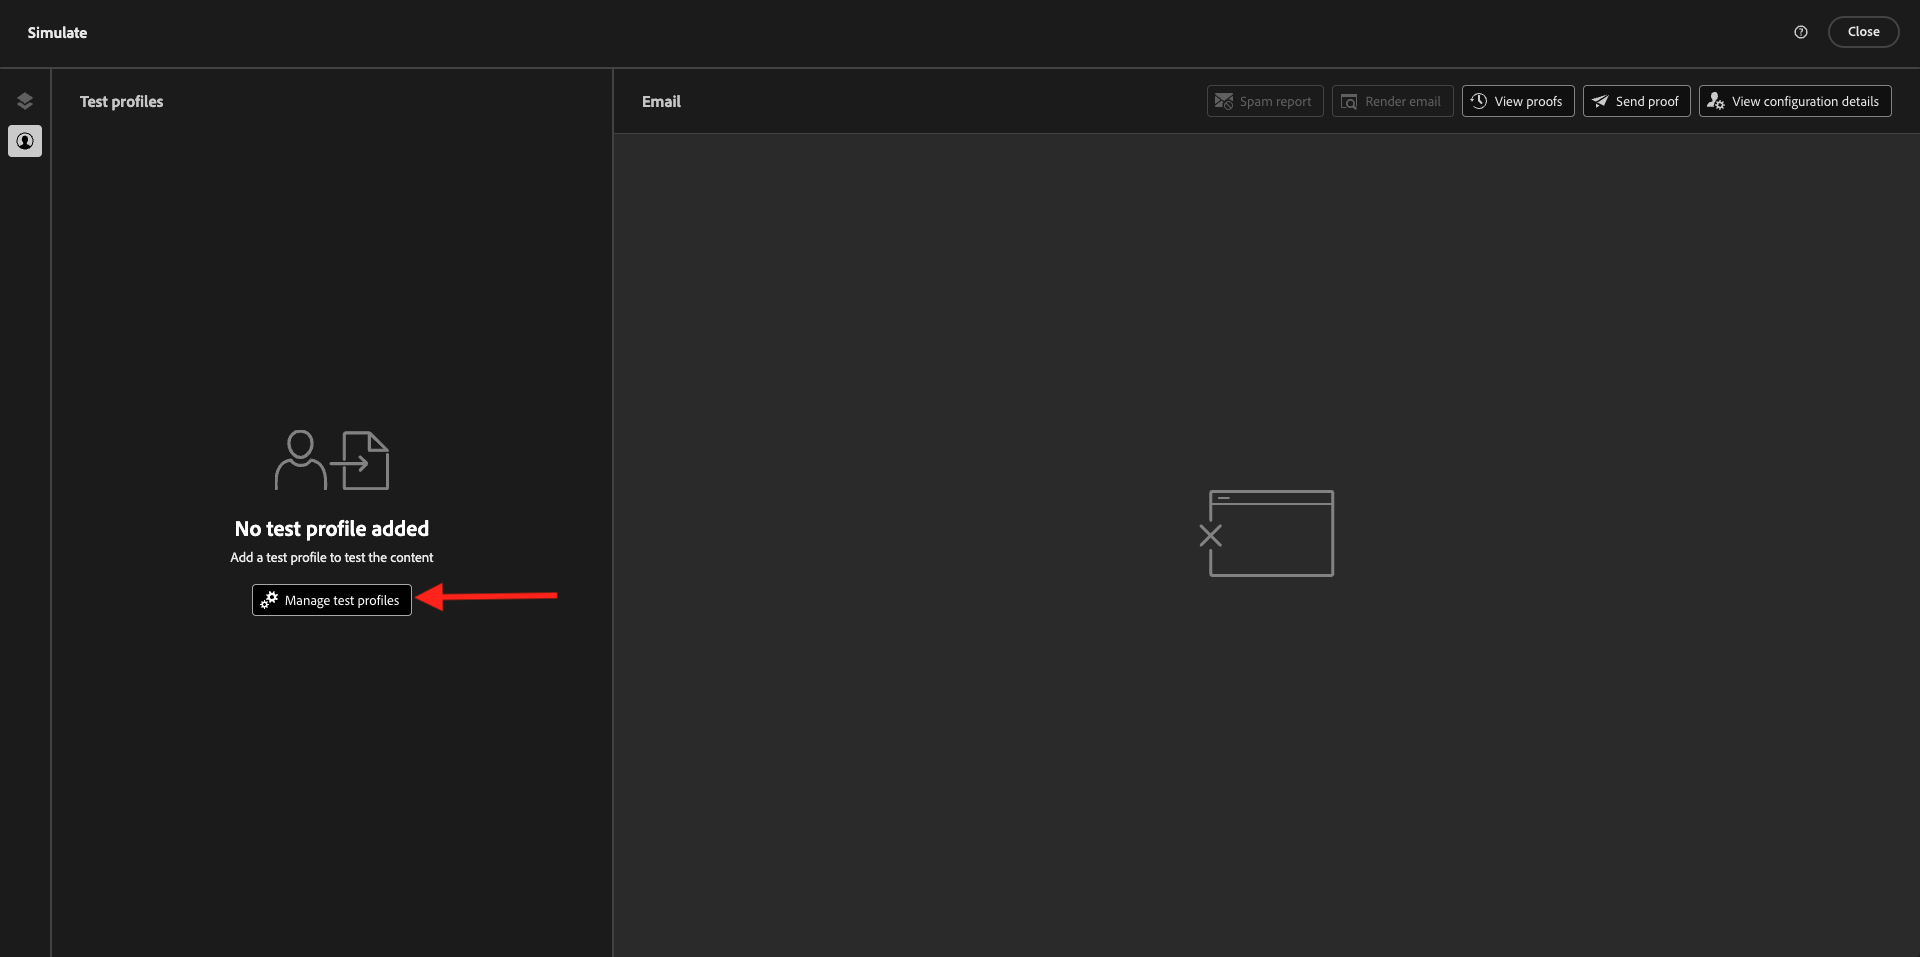 Simulate
Close
Test profiles
Email
Spam report
Render email
View proofs
Send proof
View configuration details
No test profile added
Add a test profile to test the content
Manage test profiles